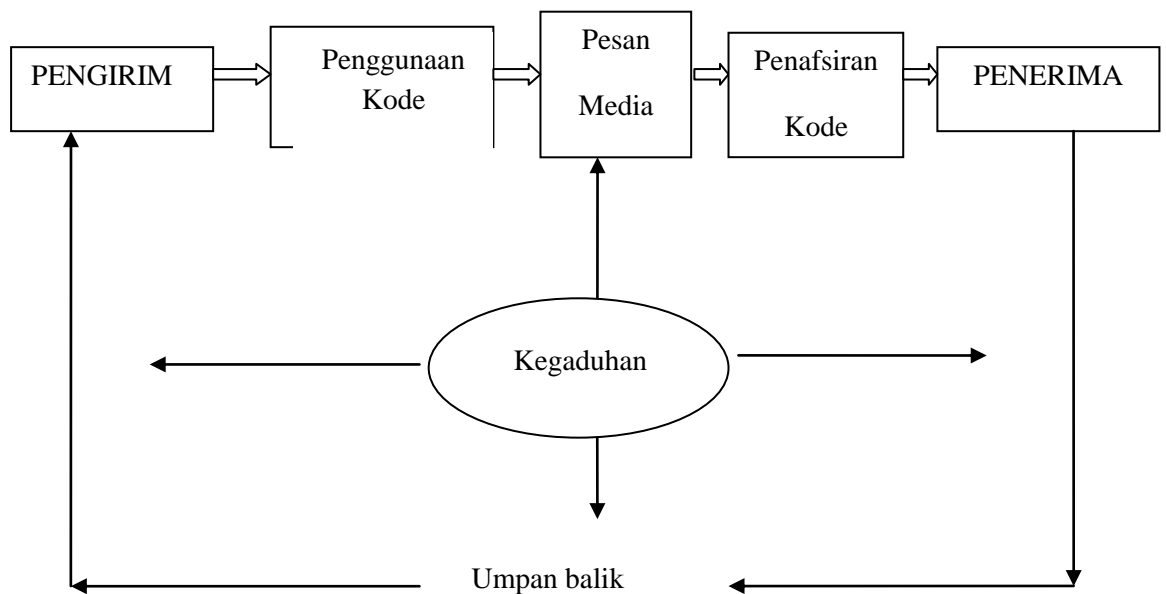 PENGIRIM
Penggunaan
Kode
Pesan
Media
Penafsiran
Kode
PENERIMA
Kegaduhan
Umpan balik